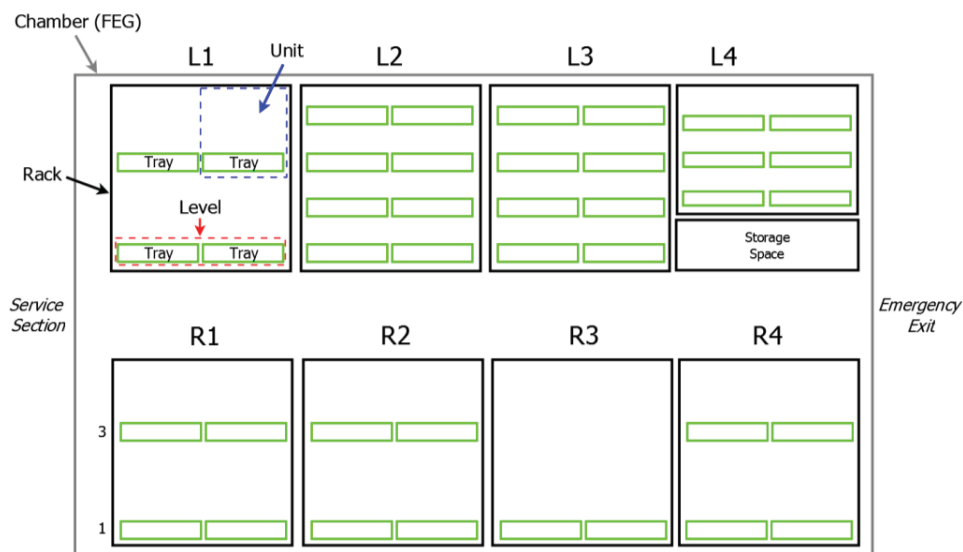 Chamber (FEG)
L1
Unit
L2
L3
L4
Tray Tray
Rack
Level
Tray Tray
Storage
Space
Service
Section
Emergency
Exit
R1
R2
R3
R4
3
1